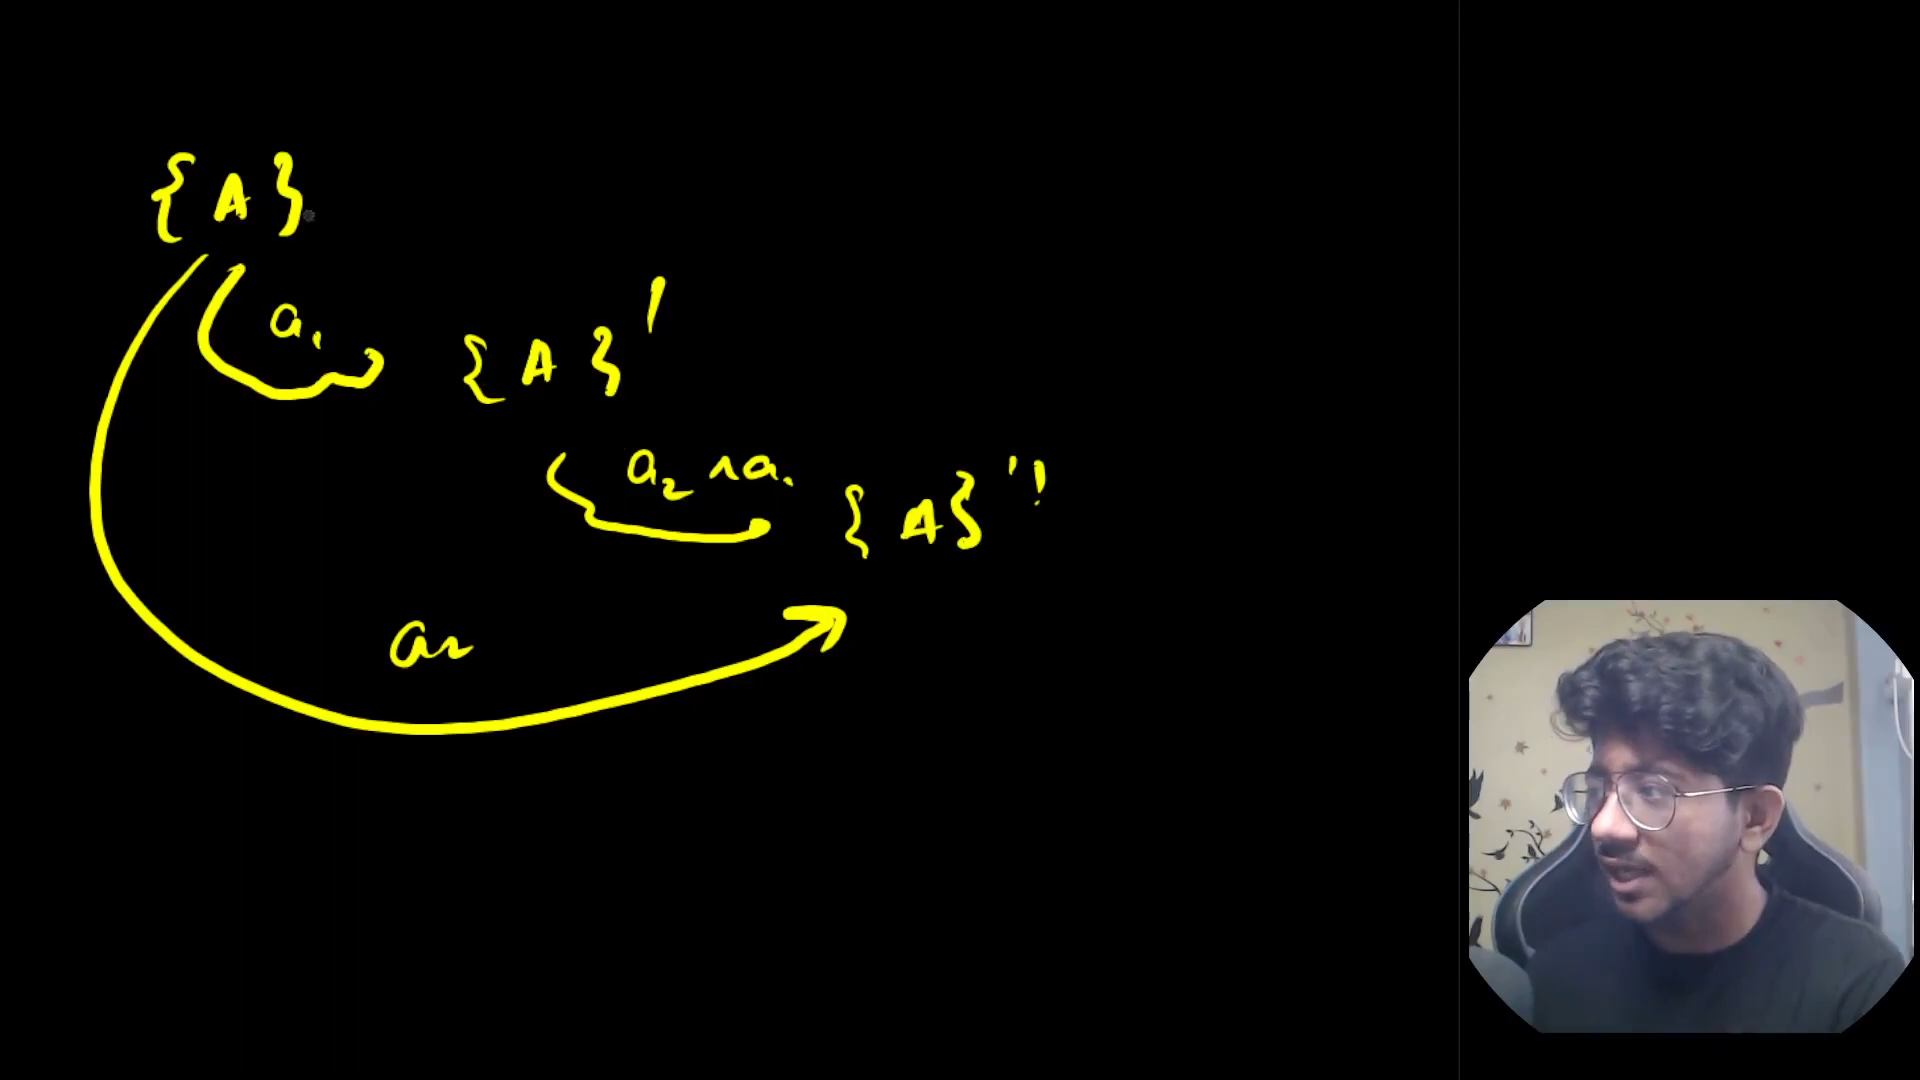 {A}
a₁ {A}'
a₂ ^ a₁ {A}''
a₂